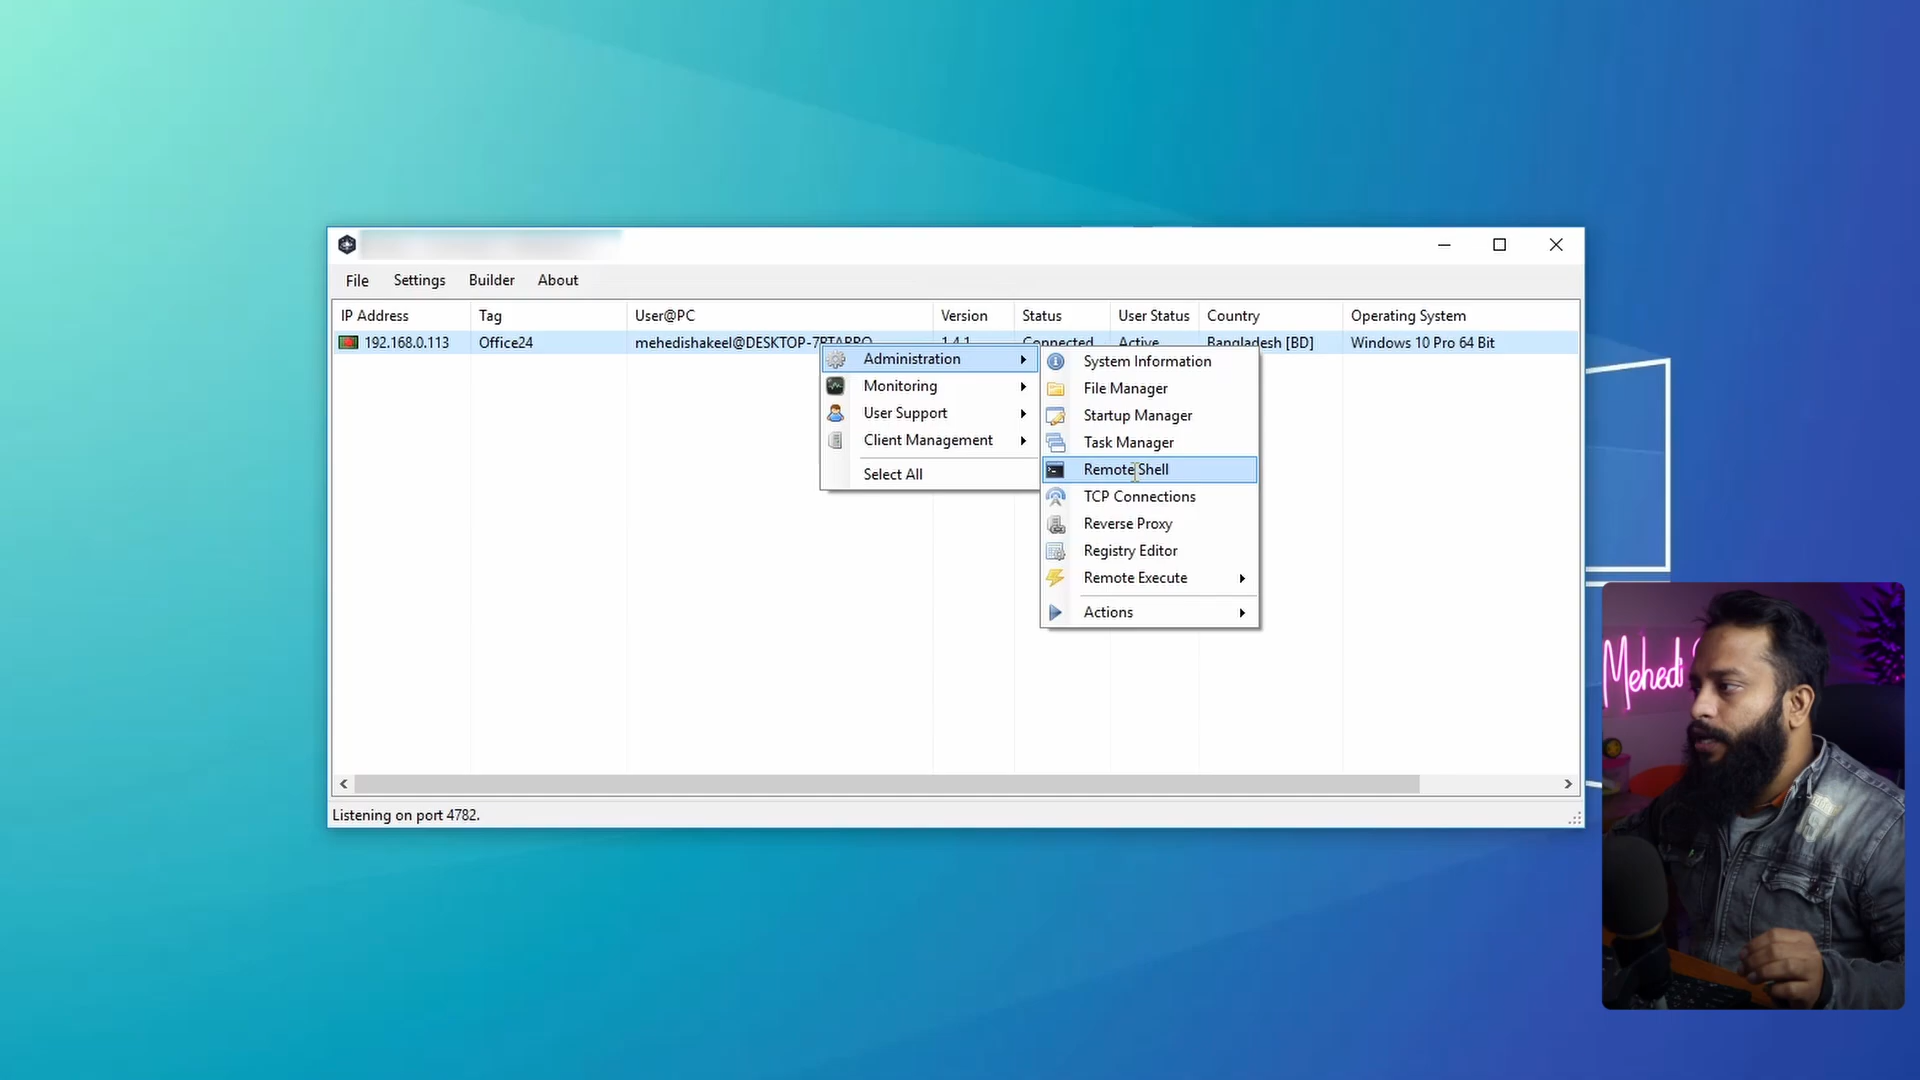 File Settings Builder About
IP Address Tag User@PC Version Status User Status Country Operating System
192.168.0.113 Office24 Connected Active Bangladesh [BD] Windows 10 Pro 64 Bit
Administration
Monitoring
User Support
Client Management
Select All
System Information
File Manager
Startup Manager
Task Manager
Remote Shell
TCP Connections
Reverse Proxy
Registry Editor
Remote Execute
Actions
Listening on port 4782.
Mehedi